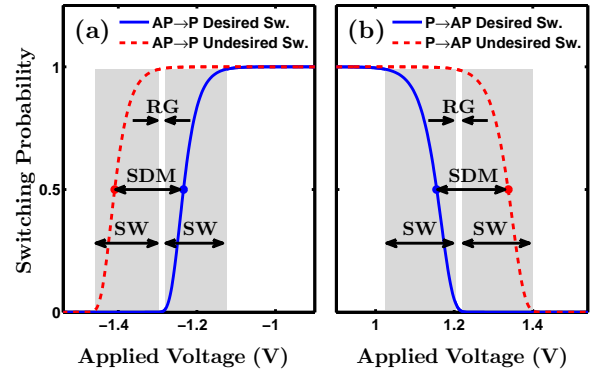 (a)
AP→P Desired Sw.
AP→P Undesired Sw.
(b)
P→AP Desired Sw.
P→AP Undesired Sw.
Switching Probability
1
0.5
0
RG
SDM
SW
SW
RG
SDM
SW
SW
−1.4
−1.2
−1
1
1.2
1.4
Applied Voltage (V)
Applied Voltage (V)